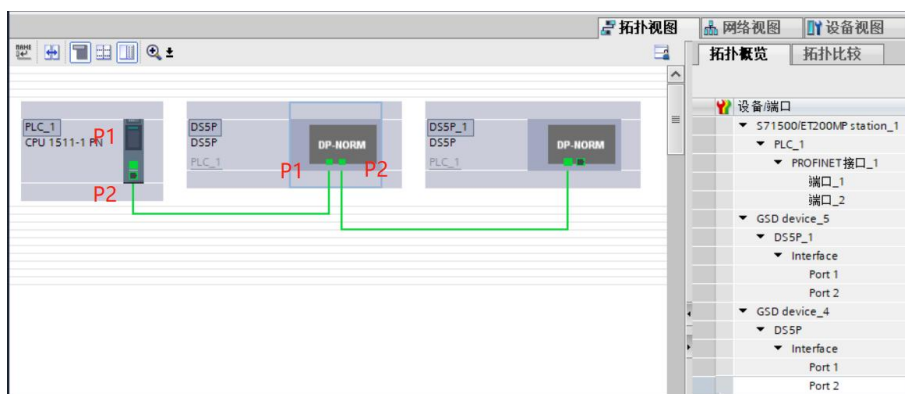 拓扑视图 网络视图 设备视图
拓扑概览 拓扑比较
设备/端口
S71500/ET200MP station_1
PLC_1
PROFINET接口_1
端口_1
端口_2
GSD device_5
DS5P_1
Interface
Port 1
Port 2
GSD device_4
DS5P
Interface
Port 1
Port 2
PLC_1
CPU 1511-1 PN
P1
P2
DS5P
DS5P
PLC_1
DP-NORM
P1
P2
DS5P_1
DS5P
PLC_1
DP-NORM